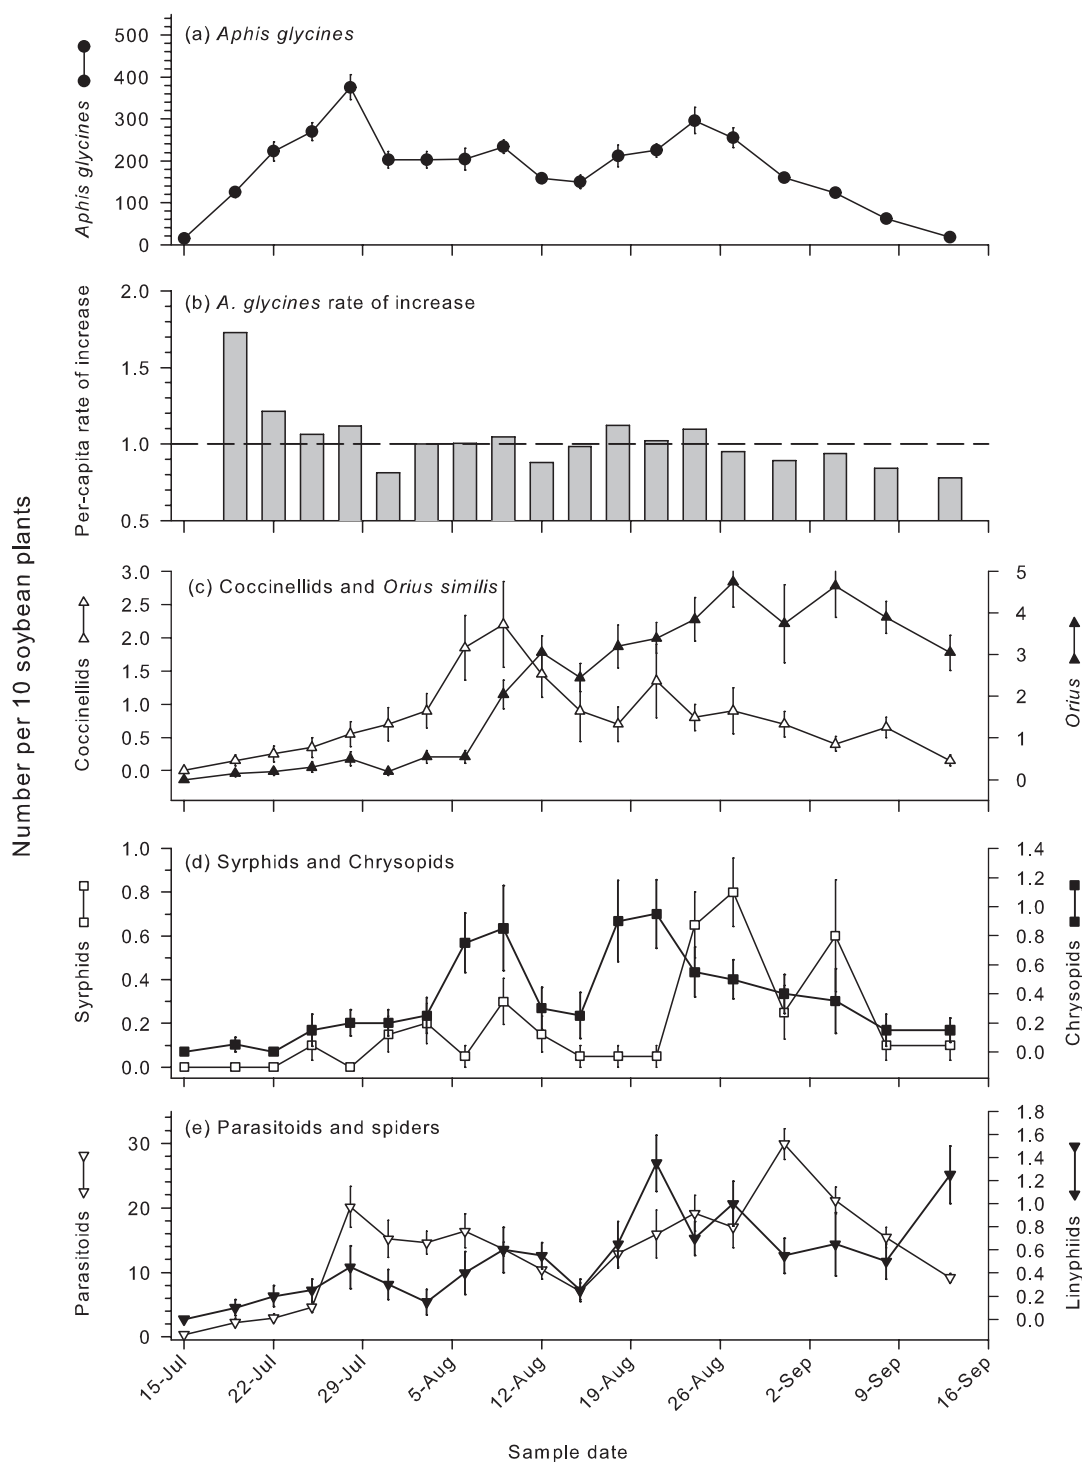 Number per 10 soybean plants
(a) Aphis glycines
Aphis glycines
500
400
300
200
100
0
(b) A. glycines rate of increase
Per-capita rate of increase
2.0
1.5
1.0
0.5
(c) Coccinellids and Orius similis
Coccinellids
3.0
2.5
2.0
1.5
1.0
0.5
0.0
5
4
3
2
1
0
Orius
(d) Syrphids and Chrysopids
Syrphids
1.0
0.8
0.6
0.4
0.2
0.0
1.4
1.2
1.0
0.8
0.6
0.4
0.2
0.0
Chrysopids
(e) Parasitoids and spiders
Parasitoids
30
20
10
0
1.8
1.6
1.4
1.2
1.0
0.8
0.6
0.4
0.2
0.0
Linyphiids
15-Jul
22-Jul
29-Jul
5-Aug
12-Aug
19-Aug
26-Aug
2-Sep
9-Sep
16-Sep
Sample date